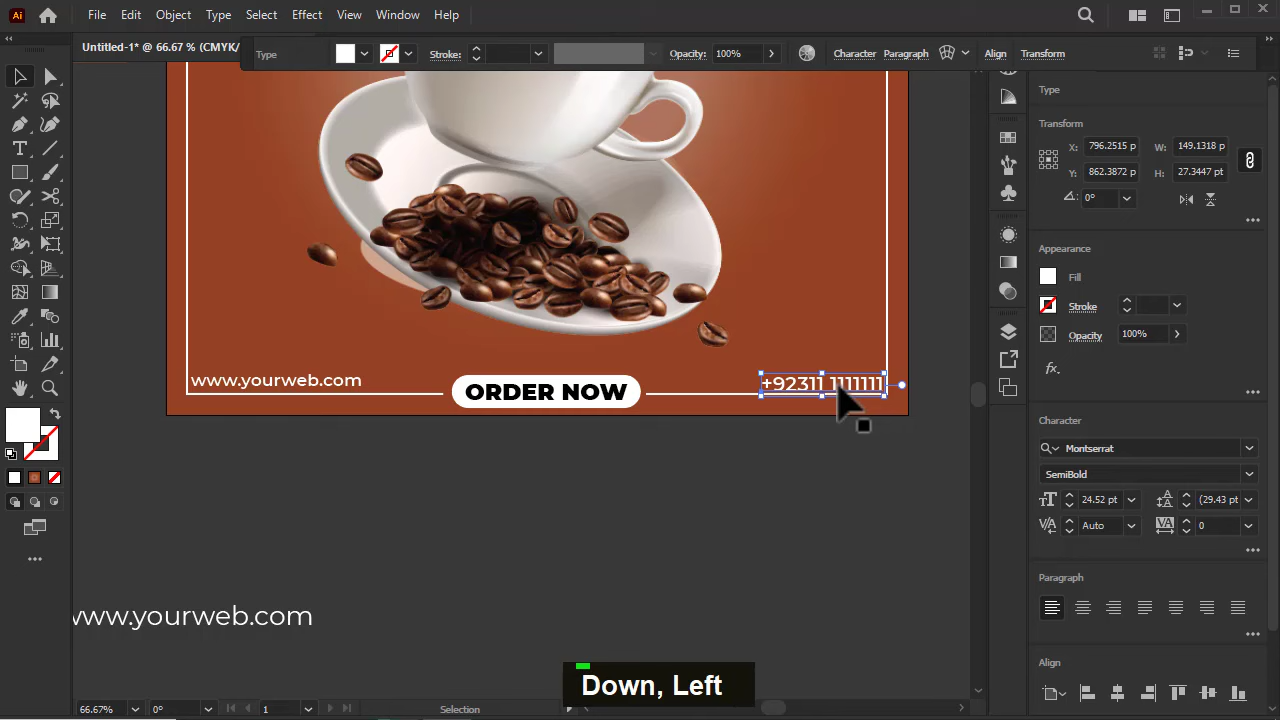 Ai File Edit Object Type Select Effect View Window Help
Untitled-1* @ 66.67 % (CMYK/
Type Stroke: Opacity: 100% Character Paragraph Align Transform
www.yourweb.com
ORDER NOW
+92311 1111111
www.yourweb.com
Down, Left
66.67% 0° 1 Selection
Type
Transform
X: 796.2515 p W: 149.1318 p
Y: 862.3872 p H: 27.3447 pt
0°
Appearance
Fill
Stroke
Opacity 100%
fx.
Character
Montserrat
SemiBold
24.52 pt (29.43 pt
Auto 0
Paragraph
Align